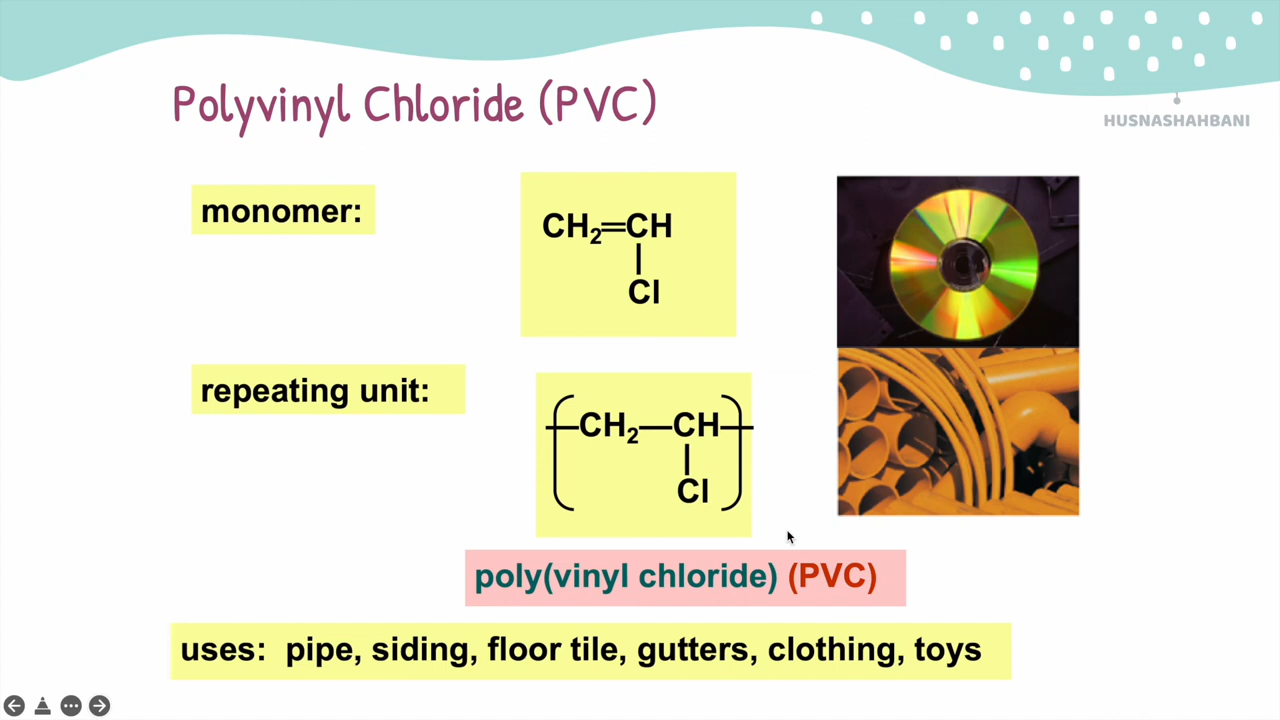 Polyvinyl Chloride (PVC)
HUSNASHAHBANI
monomer:
CH₂=CH
Cl
repeating unit:
CH₂—CH
Cl
poly(vinyl chloride) (PVC)
uses: pipe, siding, floor tile, gutters, clothing, toys